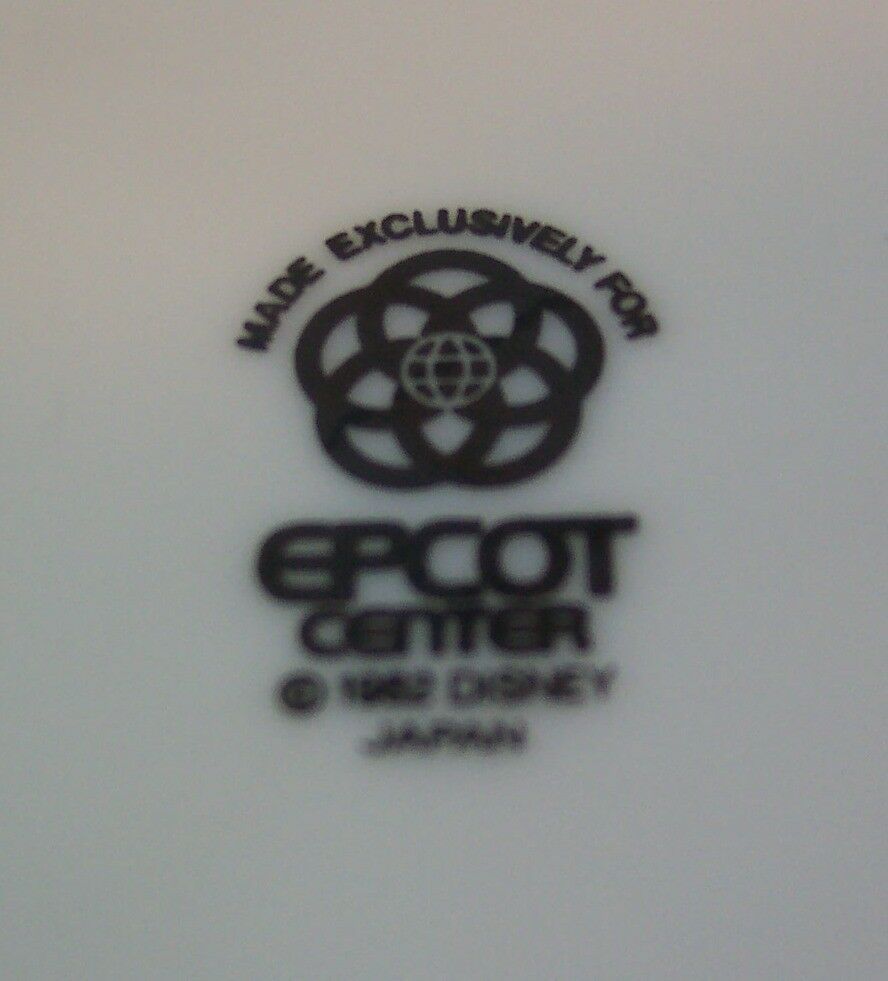 MADE EXCLUSIVELY FOR
EPCOT
CENTER
© 1982 DISNEY
JAPAN